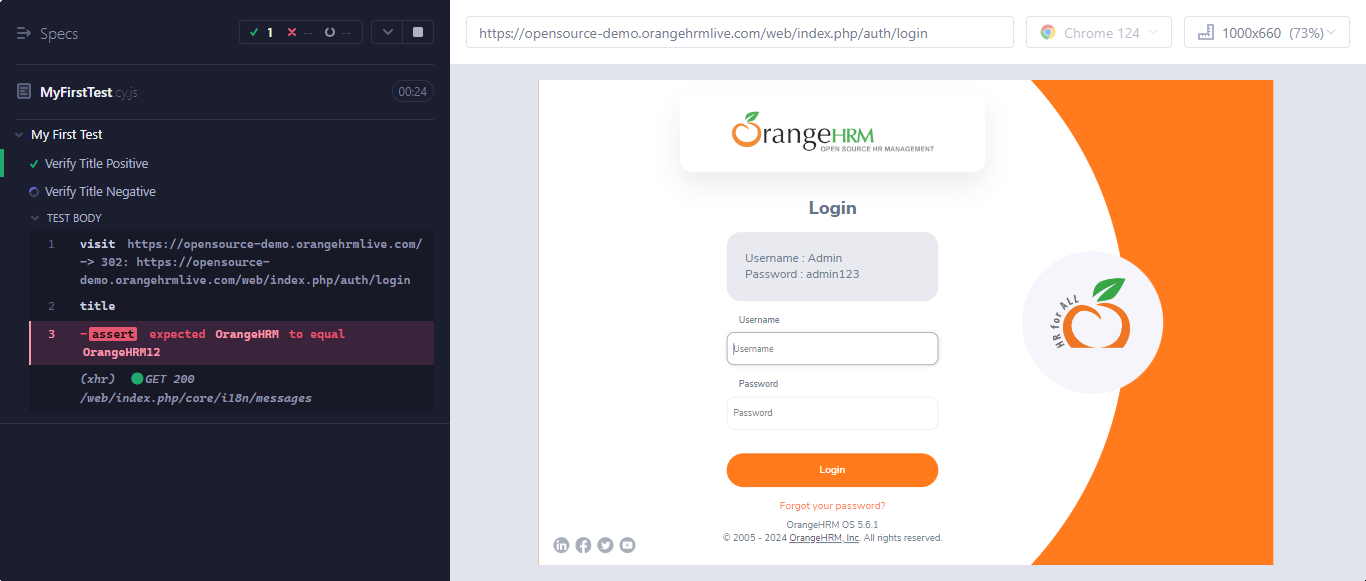 Specs
1 -- --
MyFirstTest.cy.js 00:24
My First Test
Verify Title Positive
Verify Title Negative
TEST BODY
1 visit https://opensource-demo.orangehrmlive.com/
-> 302: https://opensource-
demo.orangehrmlive.com/web/index.php/auth/login
2 title
3 -assert expected OrangeHRM to equal
OrangeHRM12
(xhr) GET 200
/web/index.php/core/i18n/messages
https://opensource-demo.orangehrmlive.com/web/index.php/auth/login
Chrome 124
1000x660 (73%)
OrangeHRM
OPEN SOURCE HR MANAGEMENT
Login
Username : Admin
Password : admin123
Username
Username
Password
Password
Login
Forgot your password?
OrangeHRM OS 5.6.1
© 2005 - 2024 OrangeHRM, Inc. All rights reserved.
HR for ALL